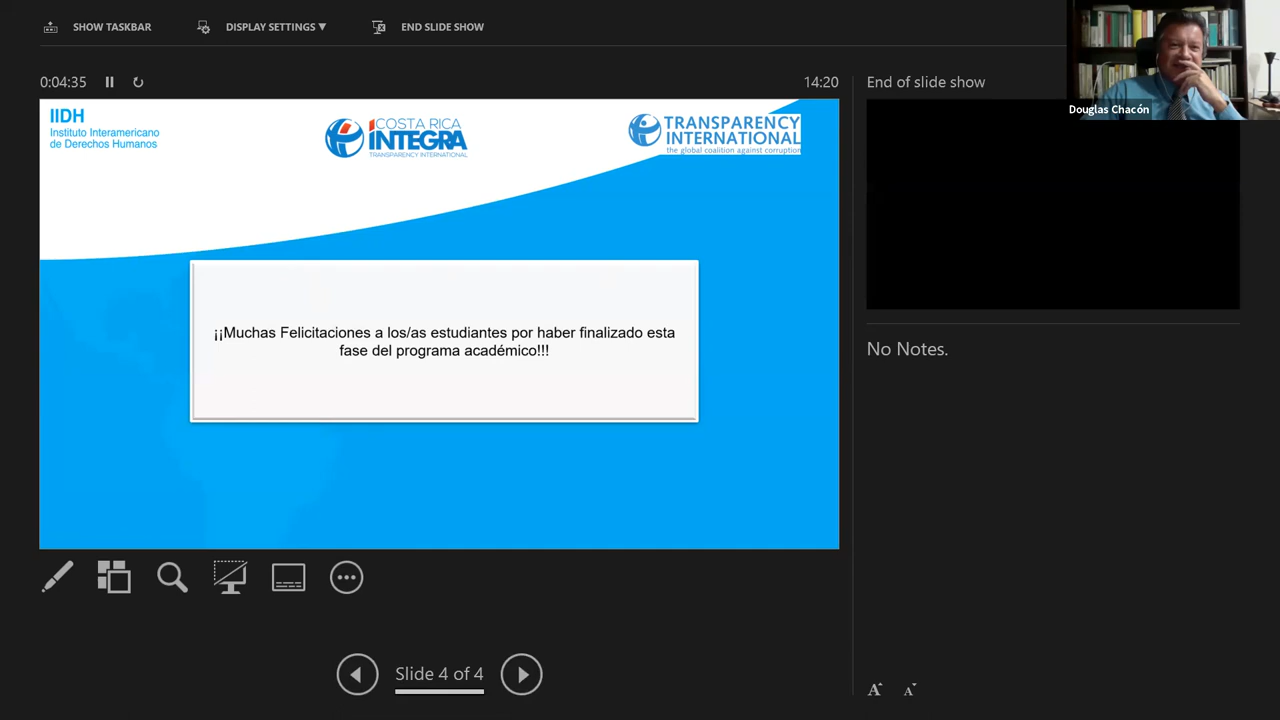 SHOW TASKBAR
DISPLAY SETTINGS ▼
END SLIDE SHOW
0:04:35
14:20
End of slide show
Douglas Chacón
IIDH
Instituto Interamericano
de Derechos Humanos
COSTA RICA
íNTEGRA
TRANSPARENCY INTERNATIONAL
TRANSPARENCY
INTERNATIONAL
the global coalition against corruption
¡¡Muchas Felicitaciones a los/as estudiantes por haber finalizado esta
fase del programa académico!!!
No Notes.
Slide 4 of 4
A A